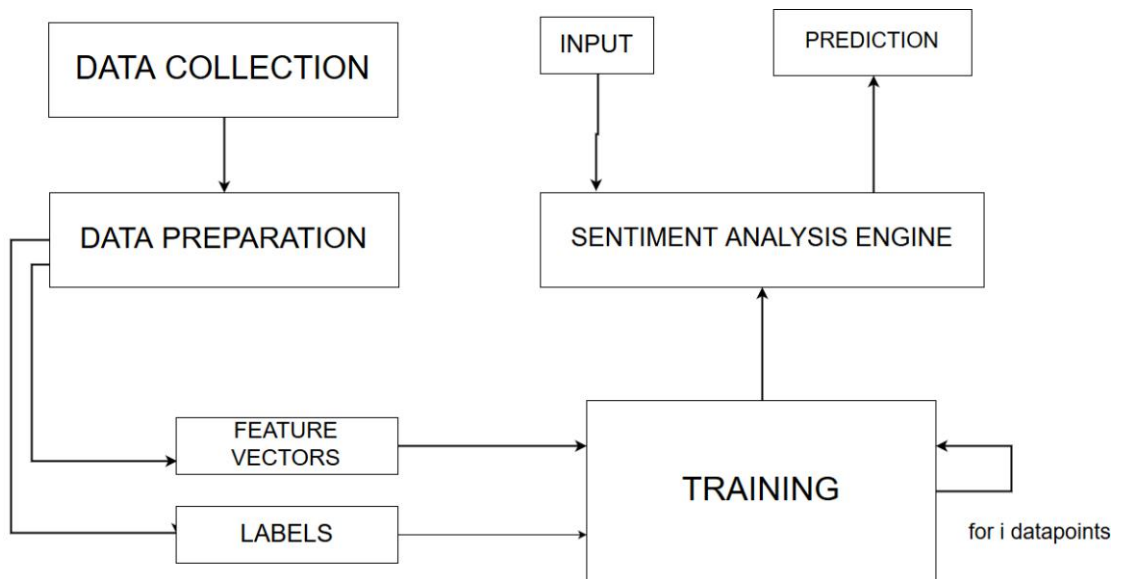 DATA COLLECTION
INPUT
PREDICTION
DATA PREPARATION
SENTIMENT ANALYSIS ENGINE
FEATURE
VECTORS
LABELS
TRAINING
for i datapoints